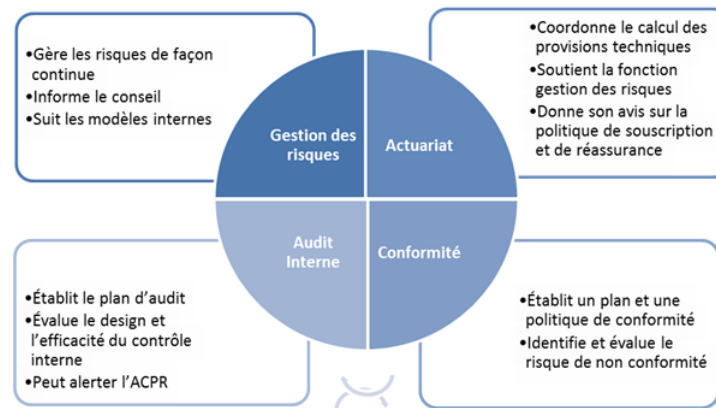 •Gère les risques de façon
continue
•Informe le conseil
•Suit les modèles internes
•Coordonne le calcul des
provisions techniques
•Soutient la fonction
gestion des risques
•Donne son avis sur la
politique de souscription
et de réassurance
Gestion des
risques
Actuariat
Audit
Interne
Conformité
•Établit le plan d’audit
•Évalue le design et
l’efficacité du contrôle
interne
•Peut alerter l’ACPR
•Établit un plan et une
politique de conformité
•Identifie et évalue le
risque de non conformité